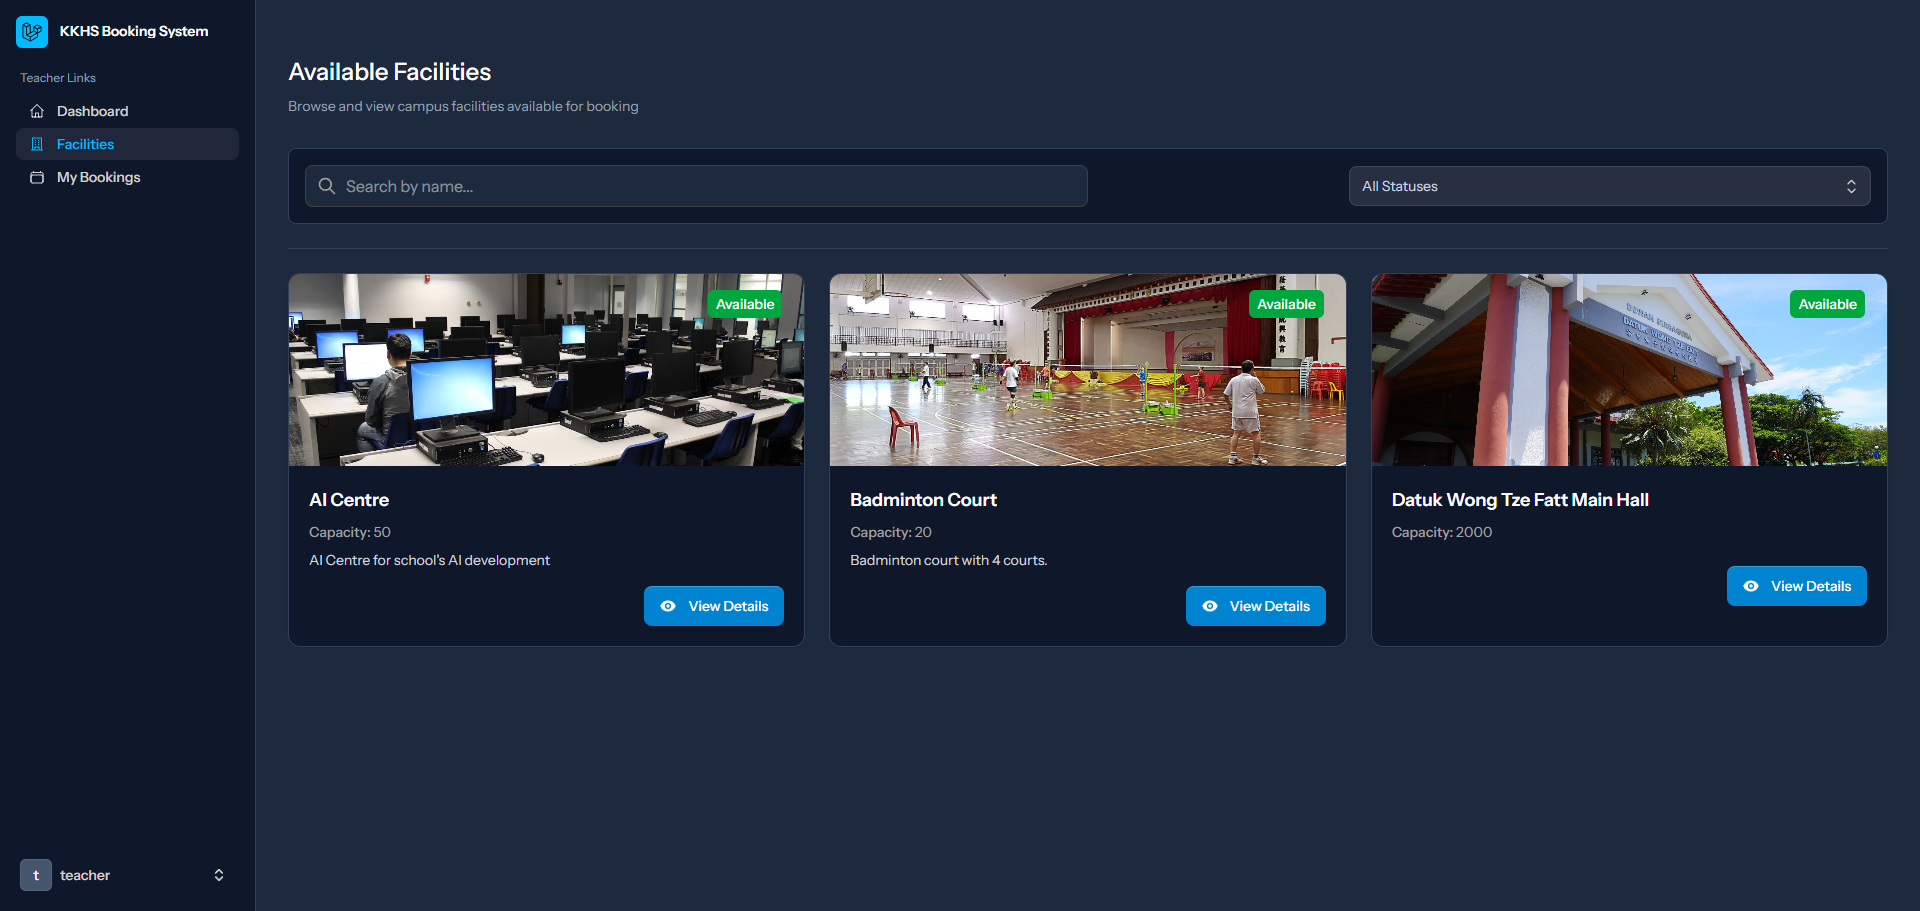 KKHS Booking System
Teacher Links
Dashboard
Facilities
My Bookings
t
teacher
Available Facilities
Browse and view campus facilities available for booking
Search by name...
All Statuses
Available
AI Centre
Capacity: 50
AI Centre for school's AI development
View Details
Available
Badminton Court
Capacity: 20
Badminton court with 4 courts.
View Details
Available
Datuk Wong Tze Fatt Main Hall
Capacity: 2000
View Details